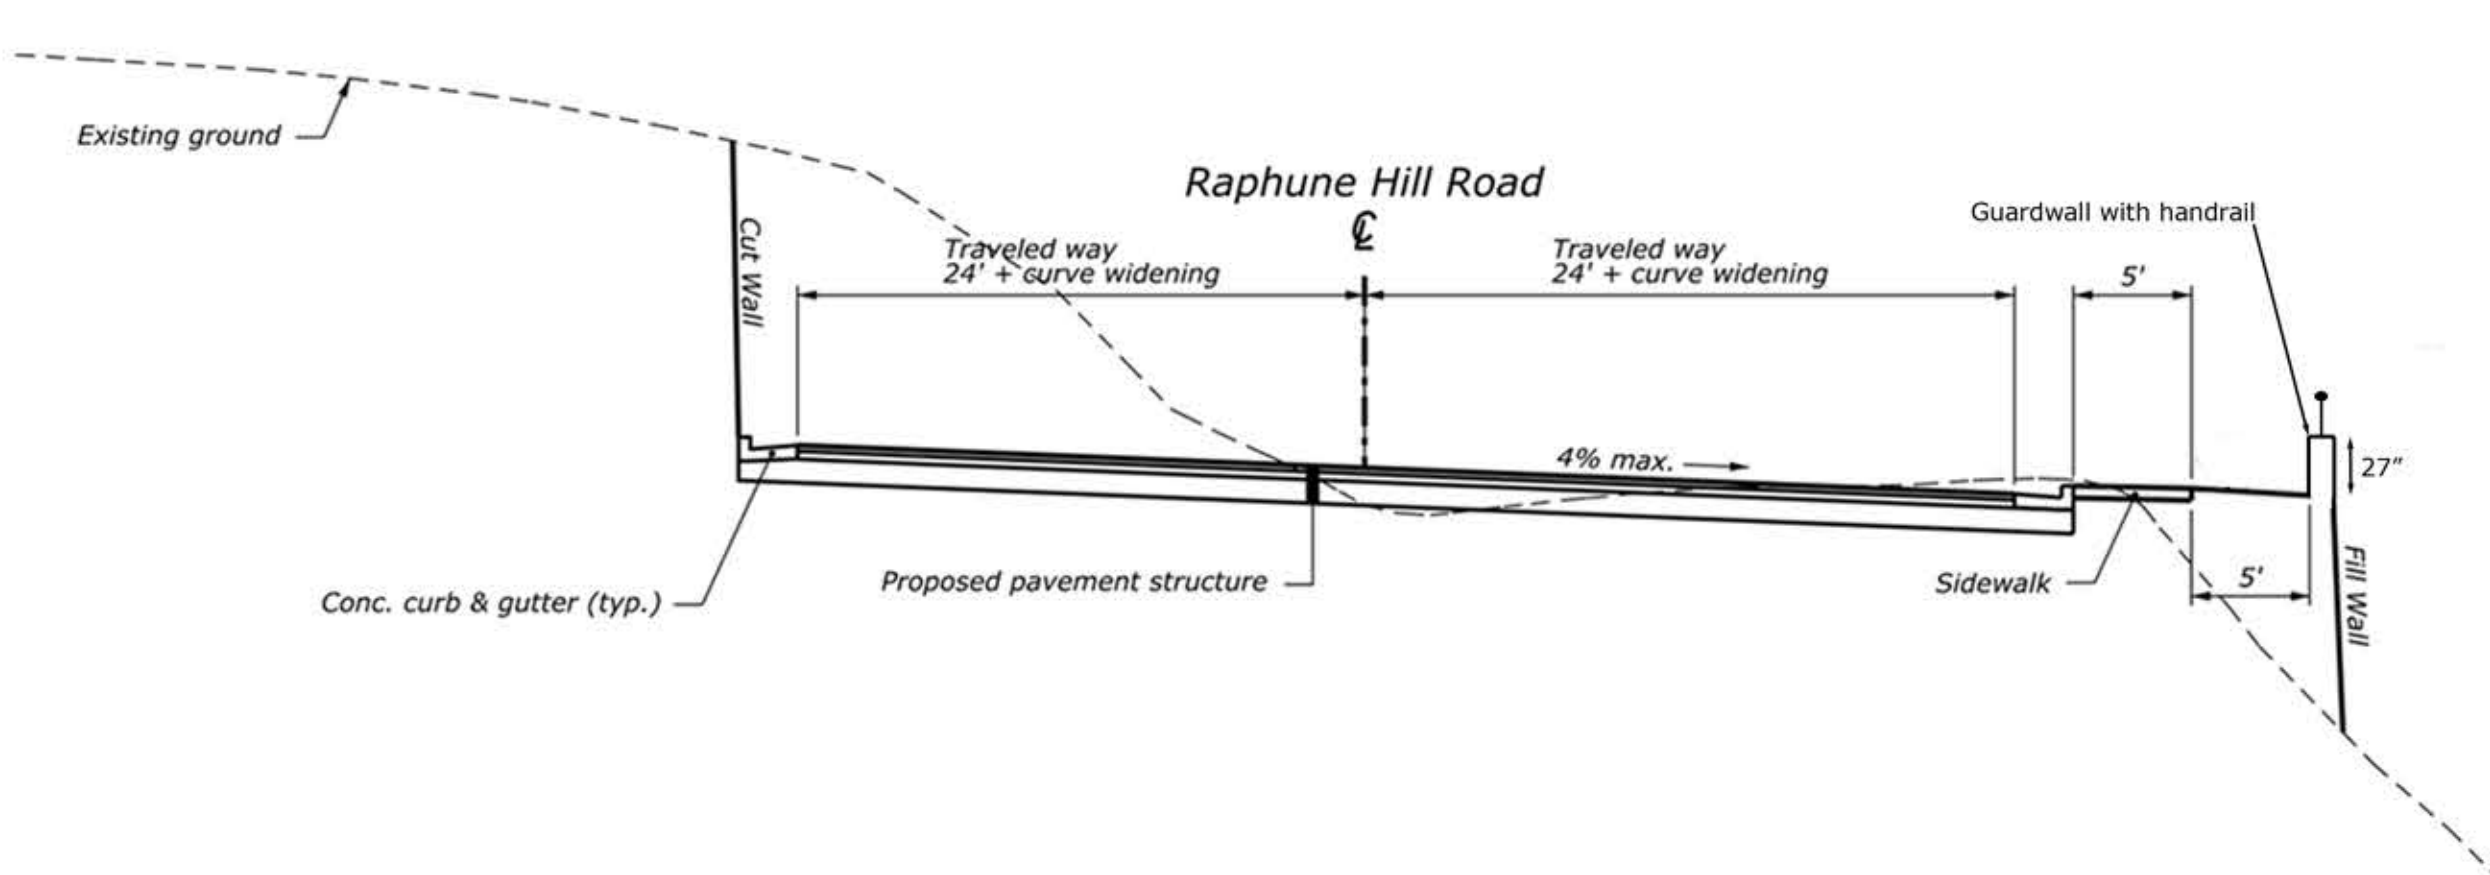 Existing ground
Raphune Hill Road
℄
Guardwall with handrail
Cut Wall
Traveled way
24' + curve widening
Traveled way
24' + curve widening
5'
4% max.
27"
Conc. curb & gutter (typ.)
Proposed pavement structure
Sidewalk
5'
Fill Wall